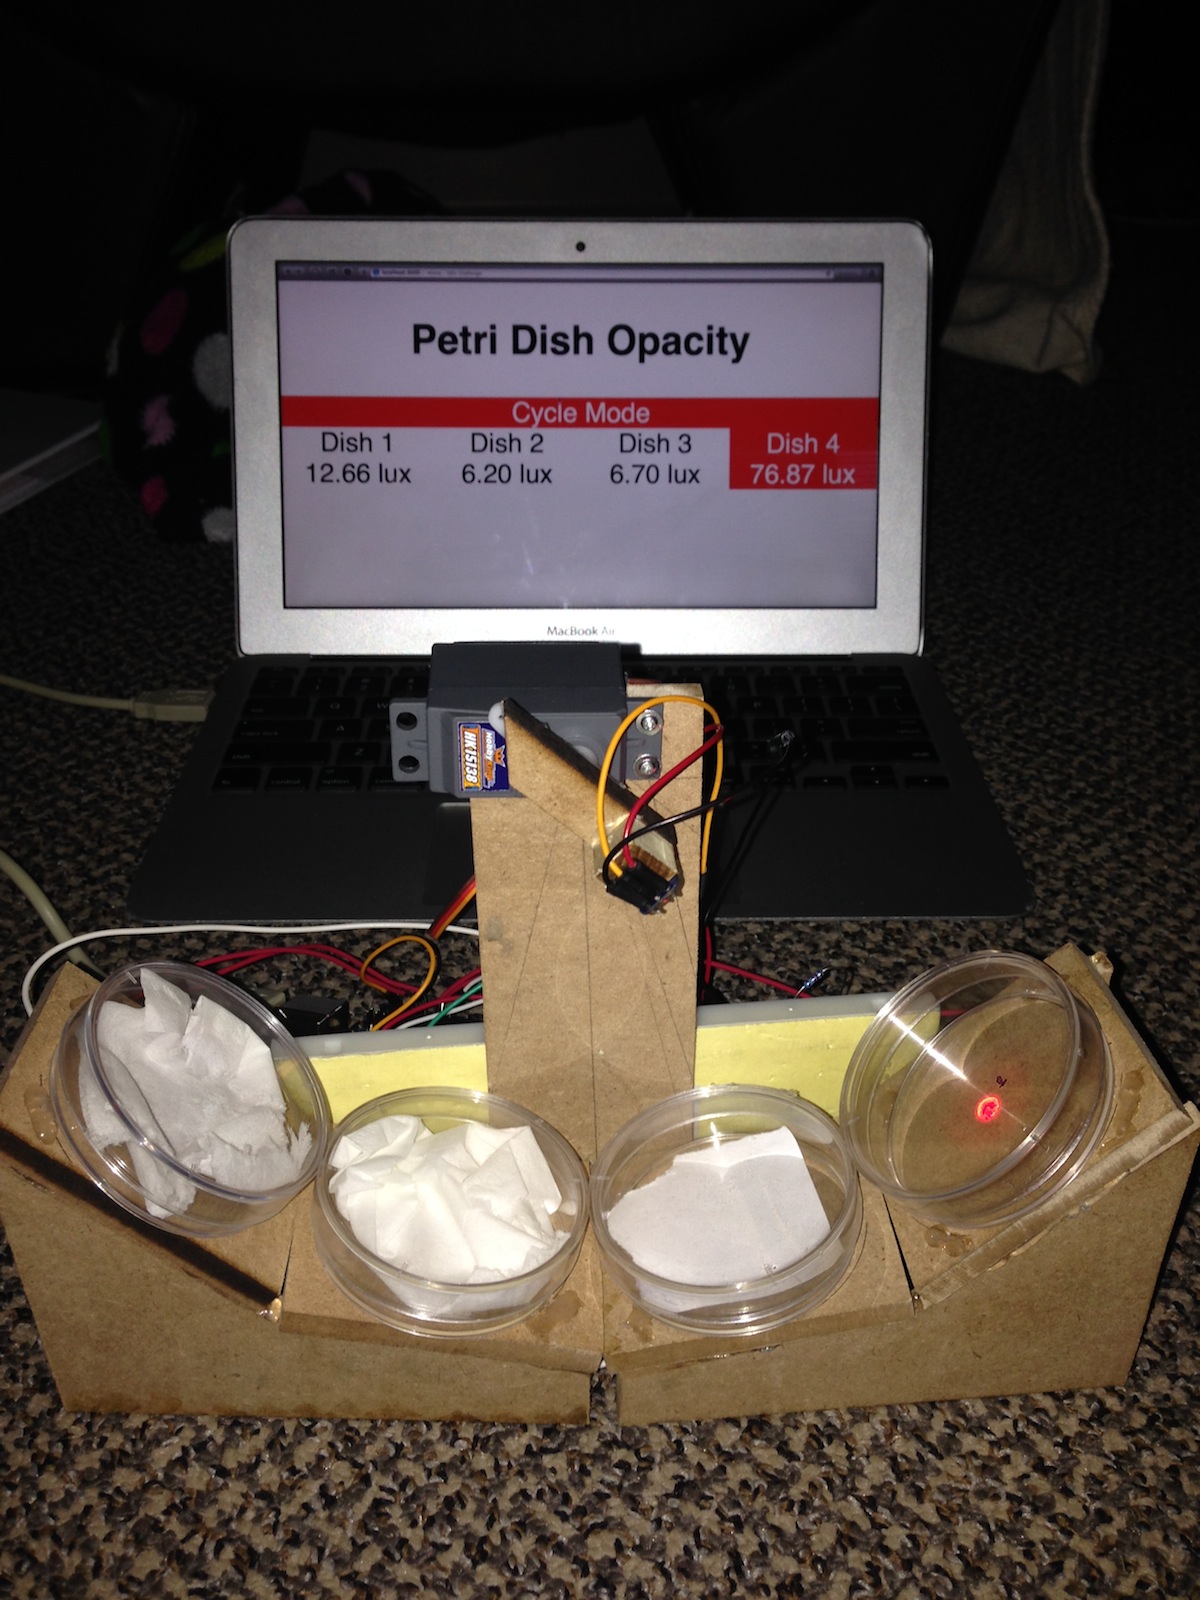 Petri Dish Opacity
Cycle Mode
Dish 1 Dish 2 Dish 3 Dish 4
12.66 lux 6.20 lux 6.70 lux 76.87 lux
MacBook Air
HK15138